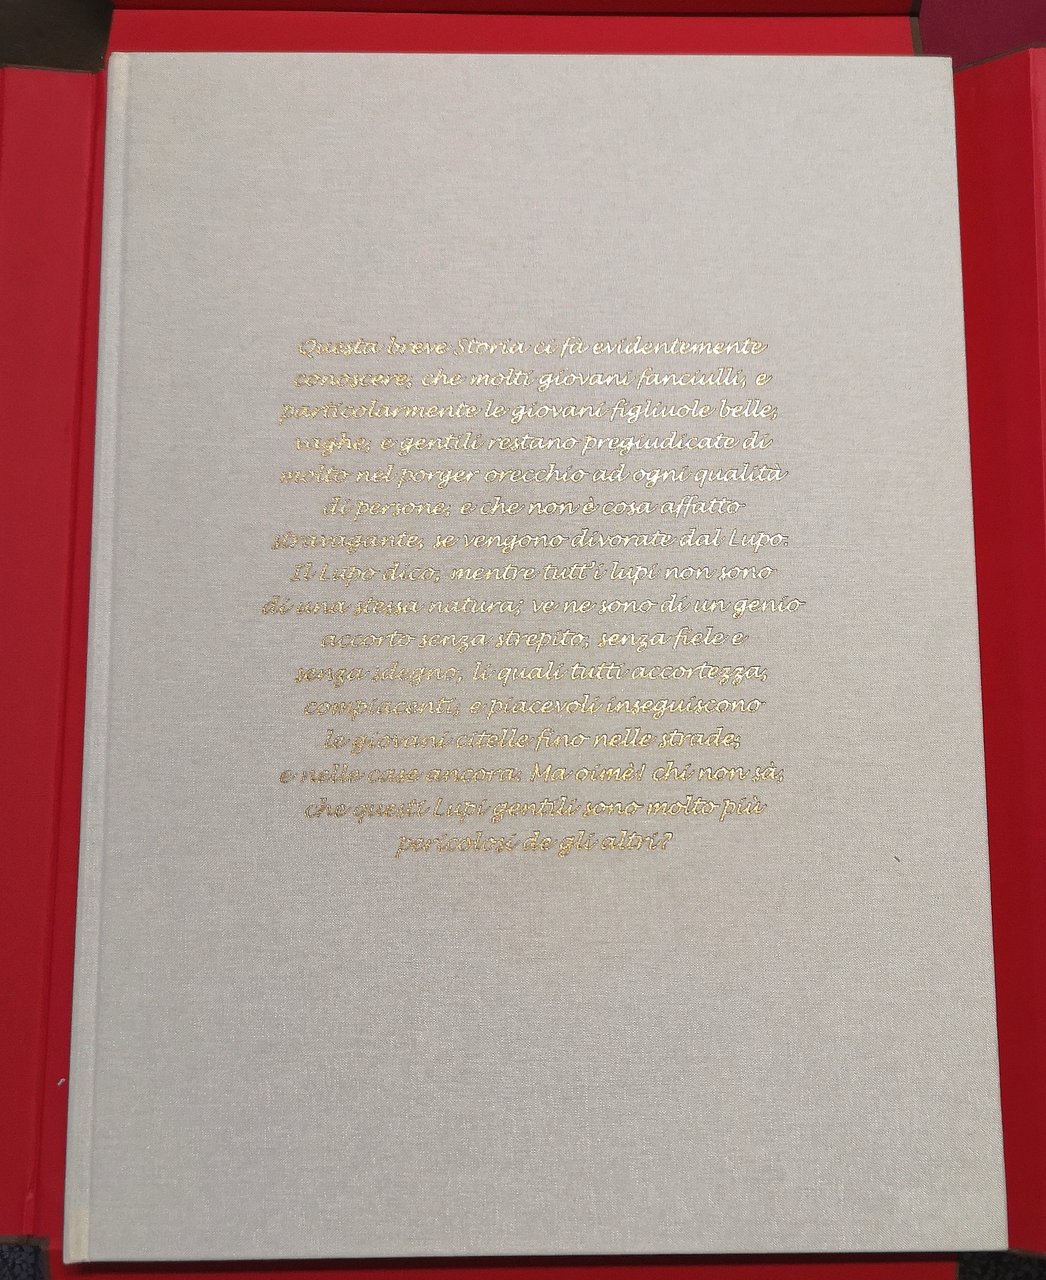 Questa breve Storia ci fà evidentemente
conoscere, che molti giovani fanciulli, e
particolarmente le giovani figliuole belle,
vaghe, e gentili restano pregiudicate di
molto nel porger orecchio ad ogni qualità
di persone; e che non è cosa affatto
stravagante, se vengono divorate dal Lupo.
Il Lupo dico, mentre tutt'i lupi non sono
di una stessa natura; ve ne sono di un genio
accorto senza strepito, senza fiele e
senza sdegno, li quali tutti accortezza,
compiacenti, e piacevoli inseguiscono
le giovani citelle fino nelle strade;
e nelle case ancora. Ma oimè! chi non sà,
che questi Lupi gentili sono molto più
pericolosi de gli altri?